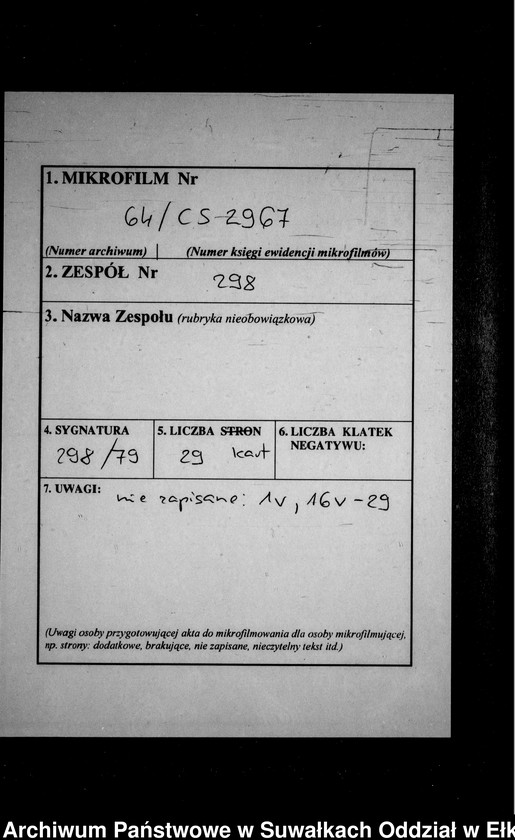 1. MIKROFILM Nr
64/CS-2967
(Numer archiwum) | (Numer księgi ewidencji mikrofilmów)
2. ZESPÓŁ Nr
298
3. Nazwa Zespołu (rubryka nieobowiązkowa)
4. SYGNATURA
298/79
5. LICZBA STRON
29 kart
6. LICZBA KLATEK
NEGATYWU:
7. UWAGI:
nie zapisane: 1v, 16v-29
(Uwagi osoby przygotowującej akta do mikrofilmowania dla osoby mikrofilmującej,
np. strony: dodatkowe, brakujące, nie zapisane, nieczytelny tekst itd.)
Archiwum Państwowe w Suwałkach Oddział w Ełk